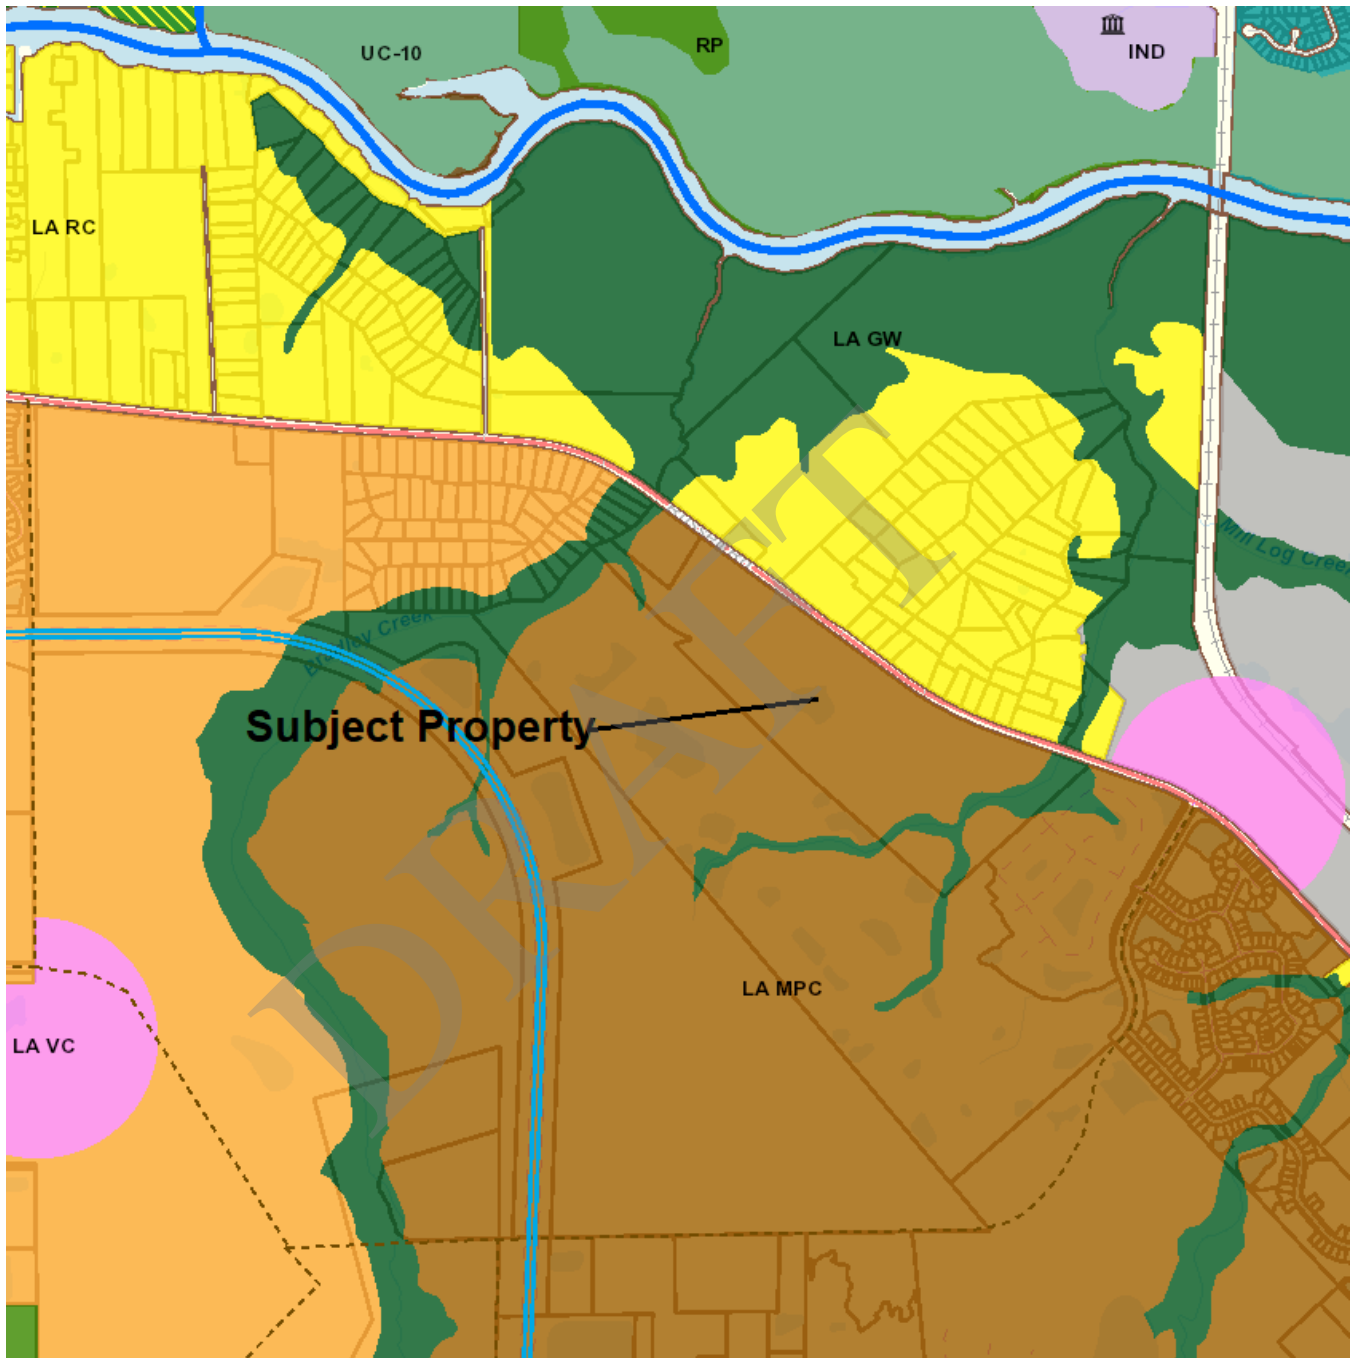 UC-10
RP
IND
LA RC
LA GW
Mill Log Creek
Bradley Creek
Subject Property
DRAFT
LA MPC
LA VC